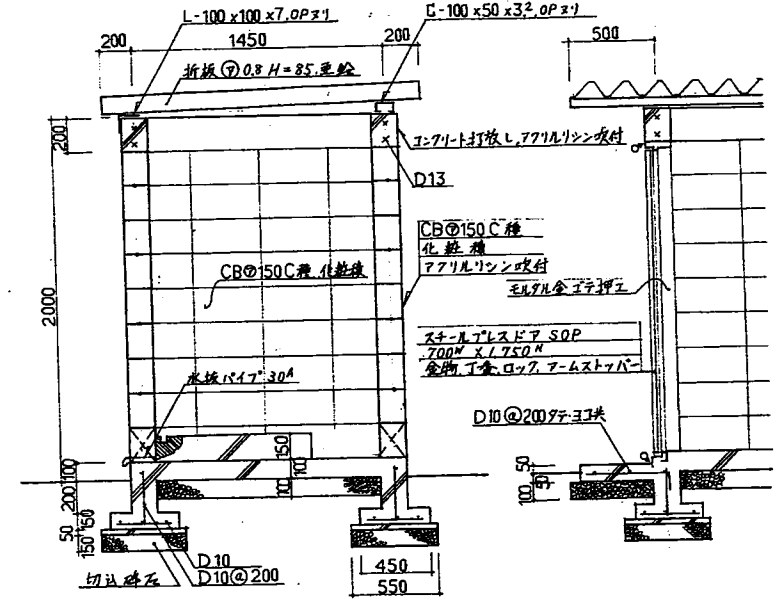 L-100x100x7.OPヌリ
C-100x50x3.2.OPヌリ
200
1450
200
500
折板⑦0.8 H=85.亜鉛
200
コンクリート打放し,アクリルリシン吹付
D13
CB⑦150C種
化粧積
アクリルリシン吹付
CB⑦150C種.化粧積
モルタル金ゴテ押エ
2000
スチールプレスドア SOP
700W X 1,750H
金物.丁番.ロック.アームストッパー
水抜パイプ30A
D10@200タテ.ヨコ共
150
100
100
100
200
50
150
150
50
50
100
D10
D10@200
切込砕石
450
550